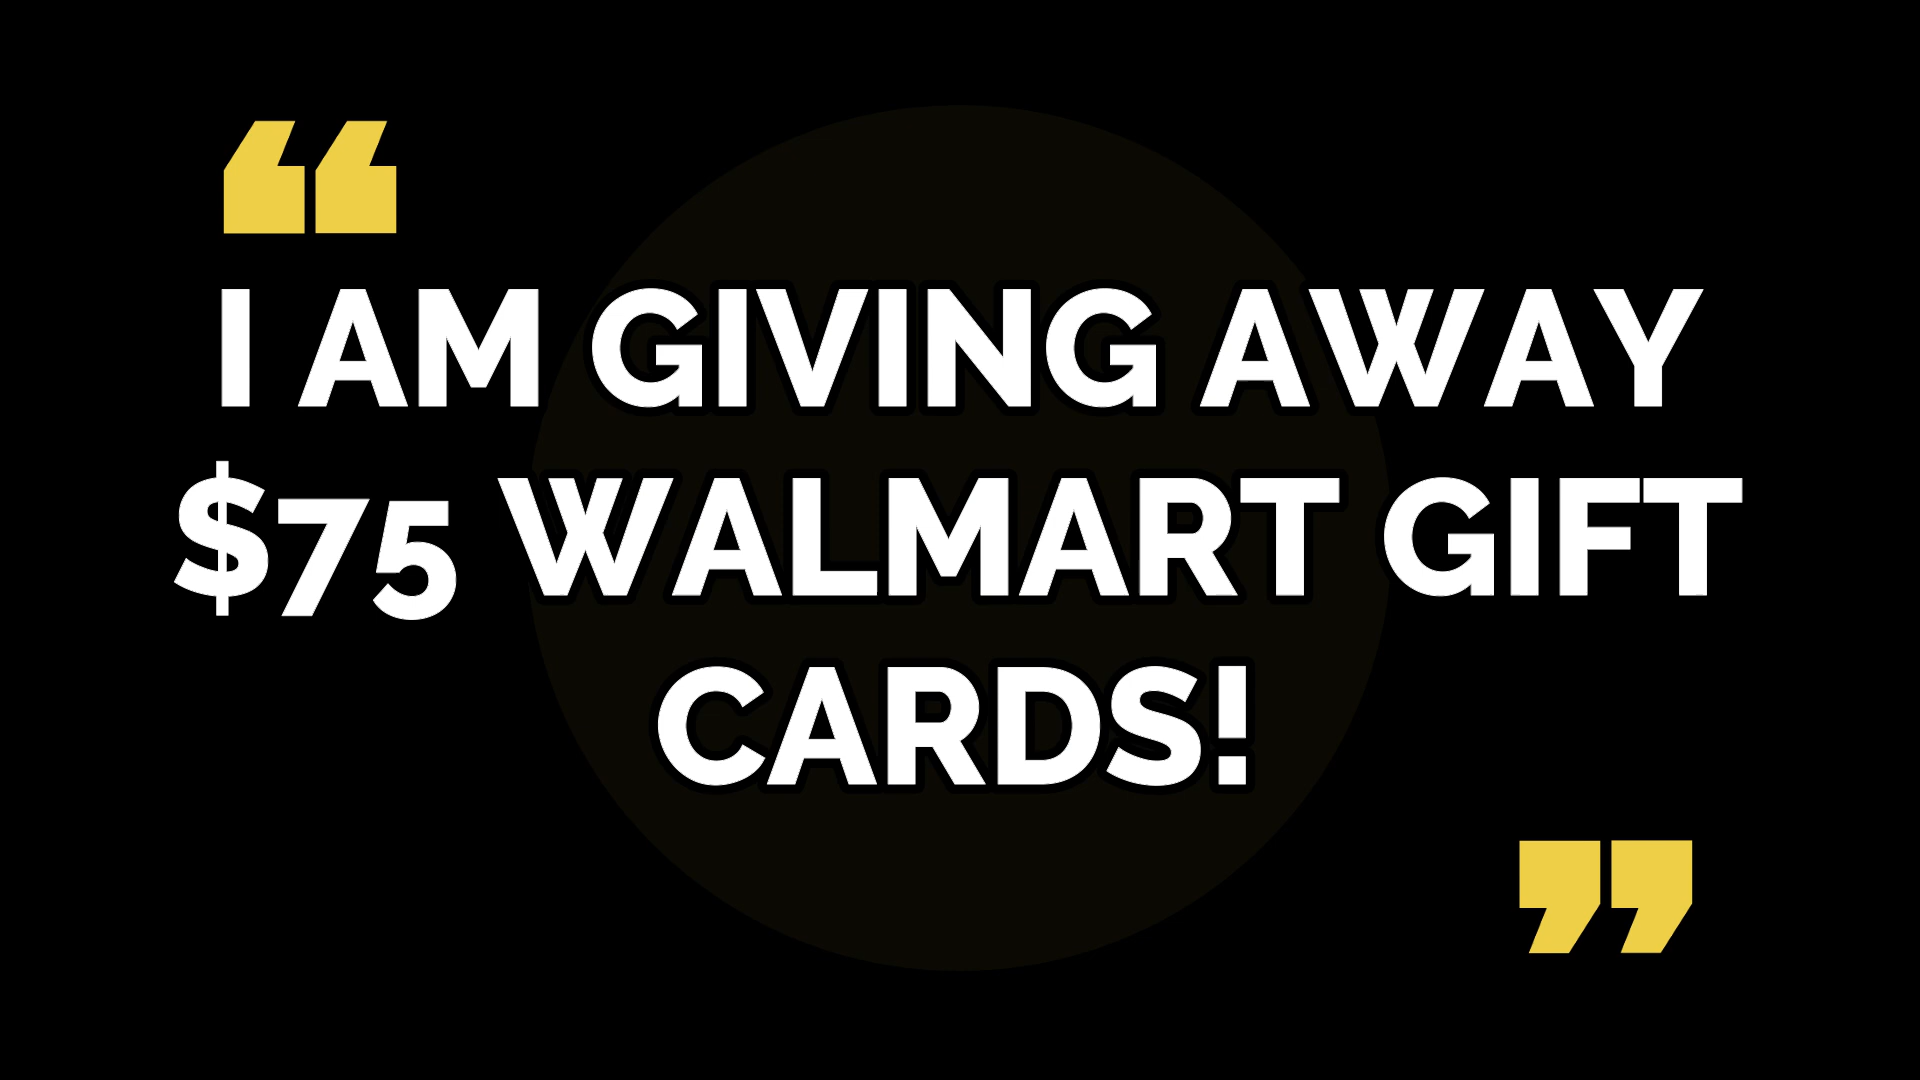 “
I AM GIVING AWAY
$75 WALMART GIFT
CARDS!
”